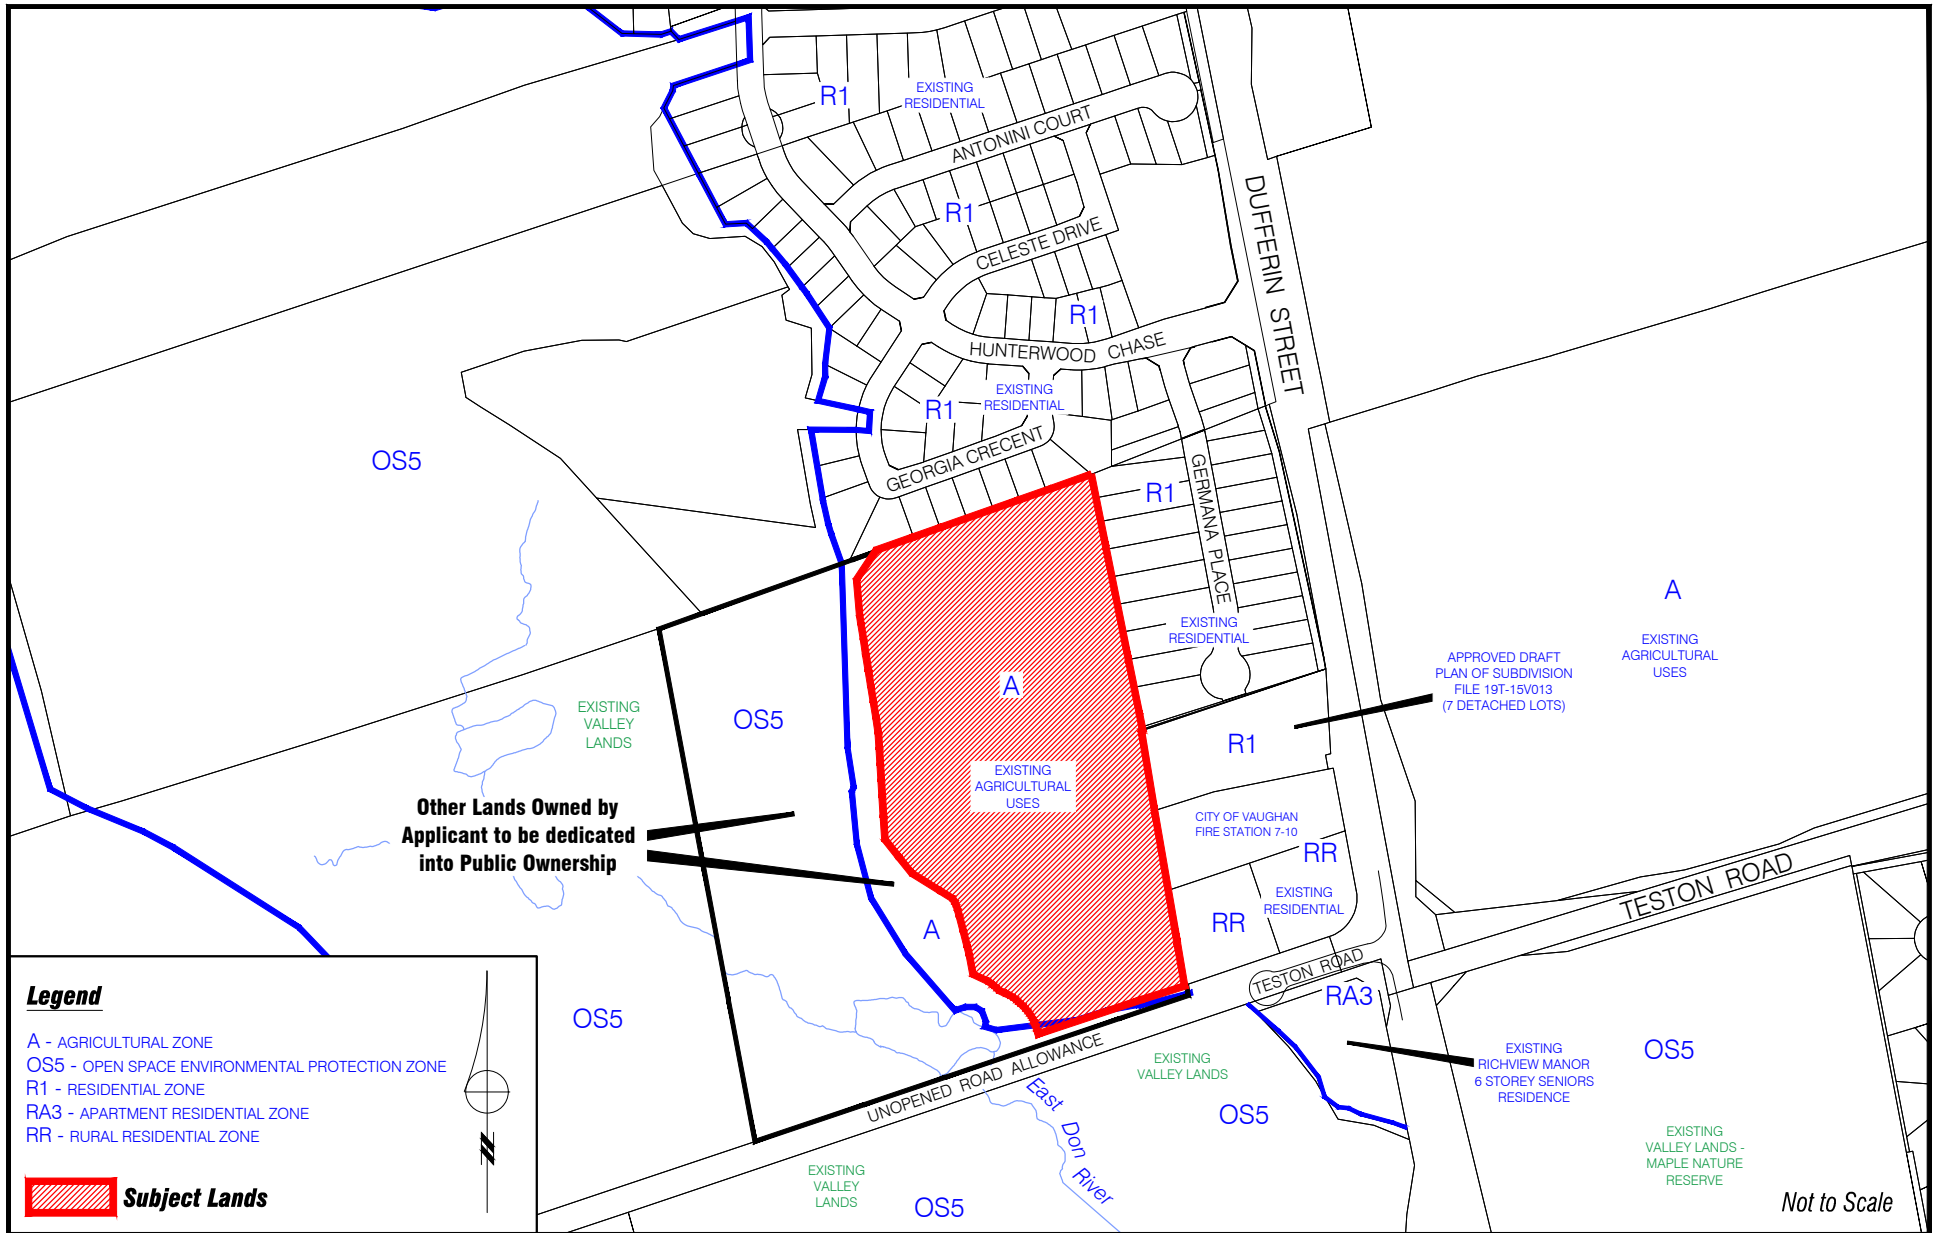 R1
EXISTING
RESIDENTIAL
ANTONINI COURT
R1
CELESTE DRIVE
DUFFERIN STREET
R1
HUNTERWOOD CHASE
EXISTING
RESIDENTIAL
R1
GEORGIA CRECENT
OS5
R1
GERMANA PLACE
EXISTING
RESIDENTIAL
A
EXISTING
AGRICULTURAL
USES
APPROVED DRAFT
PLAN OF SUBDIVISION
FILE 19T-15V013
(7 DETACHED LOTS)
EXISTING
VALLEY
LANDS
OS5
A
EXISTING
AGRICULTURAL
USES
R1
CITY OF VAUGHAN
FIRE STATION 7-10
RR
EXISTING
RESIDENTIAL
RR
Other Lands Owned by
Applicant to be dedicated
into Public Ownership
A
TESTON ROAD
TESTON ROAD
RA3
OS5
UNOPENED ROAD ALLOWANCE
EXISTING
VALLEY LANDS
East Don River
OS5
EXISTING
RICHVIEW MANOR
6 STOREY SENIORS
RESIDENCE
OS5
EXISTING
VALLEY LANDS -
MAPLE NATURE
RESERVE
EXISTING
VALLEY
LANDS
OS5
Legend
A - AGRICULTURAL ZONE
OS5 - OPEN SPACE ENVIRONMENTAL PROTECTION ZONE
R1 - RESIDENTIAL ZONE
RA3 - APARTMENT RESIDENTIAL ZONE
RR - RURAL RESIDENTIAL ZONE
N
Subject Lands
Not to Scale